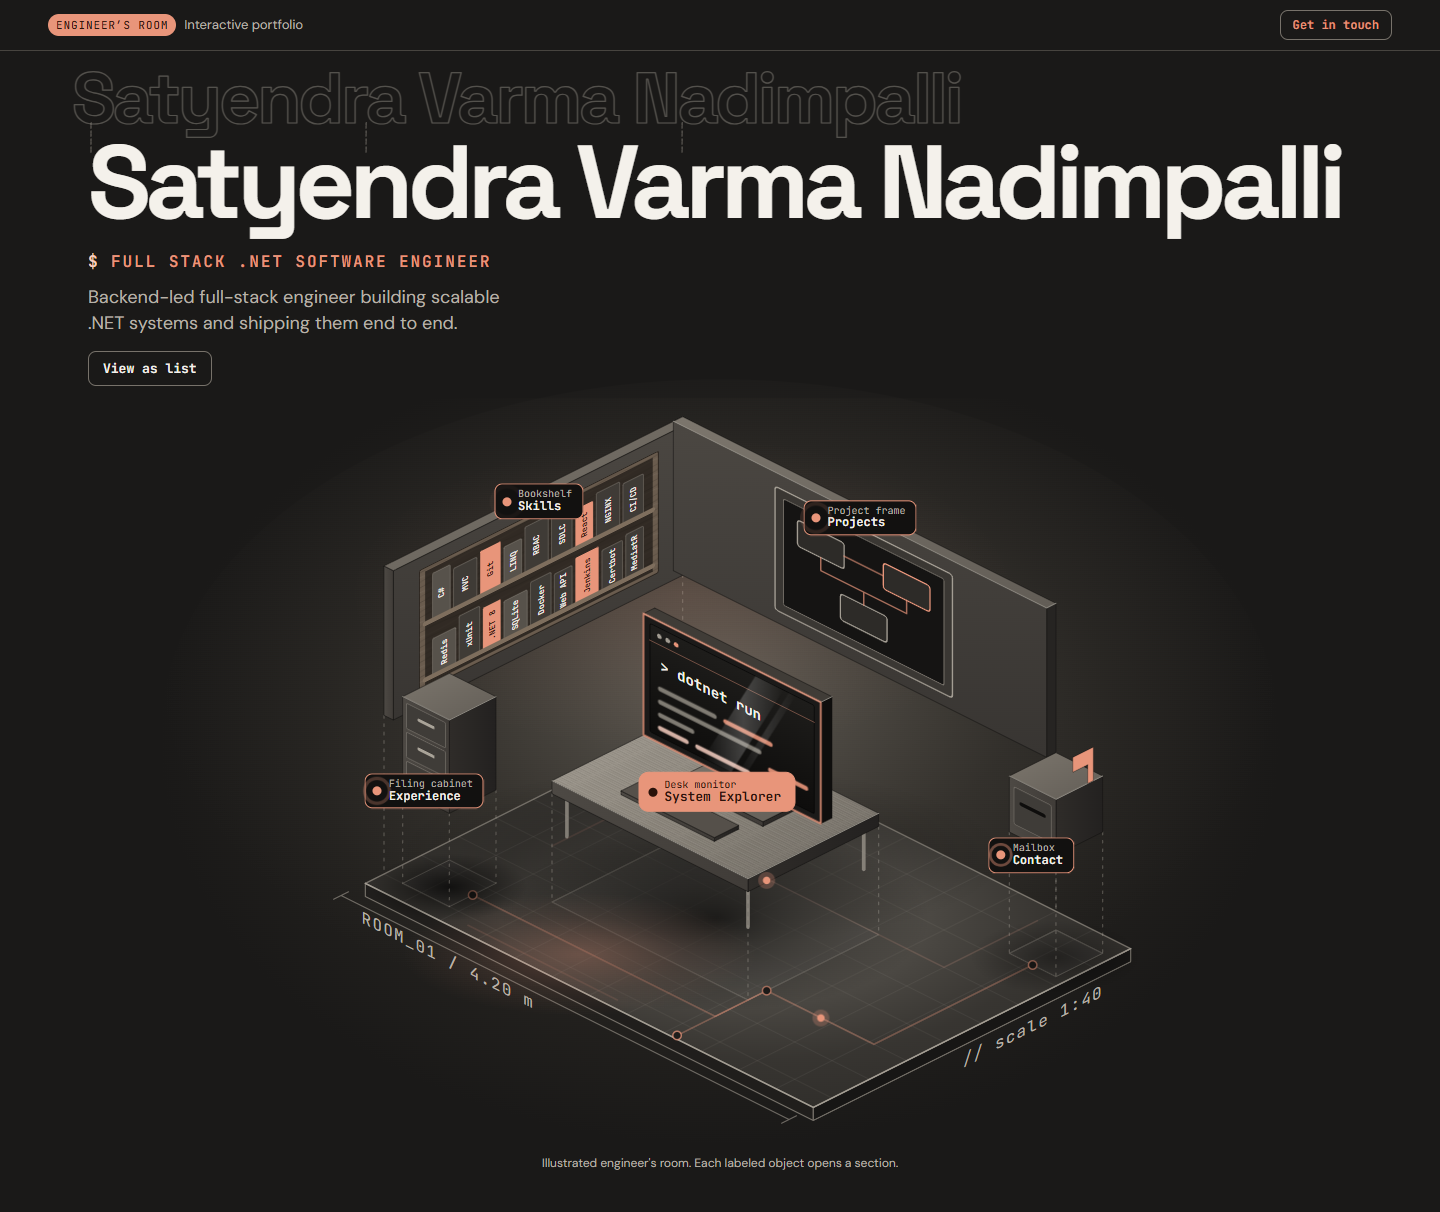 ENGINEER'S ROOM Interactive portfolio
Get in touch
Satyendra Varma Nadimpalli
Satyendra Varma Nadimpalli
$ FULL STACK .NET SOFTWARE ENGINEER
Backend-led full-stack engineer building scalable
.NET systems and shipping them end to end.
View as list
Bookshelf
Skills
C#
MVC
Git
LINQ
RBAC
SDLC
React
NGINX
CI/CD
Redis
xUnit
.NET 8
SQLite
Docker
Web API
Jenkins
Certbot
MediatR
Project frame
Projects
> dotnet run
Filing cabinet
Experience
Desk monitor
System Explorer
Mailbox
Contact
ROOM_01 / 4.20 m
// scale 1:40
Illustrated engineer's room. Each labeled object opens a section.